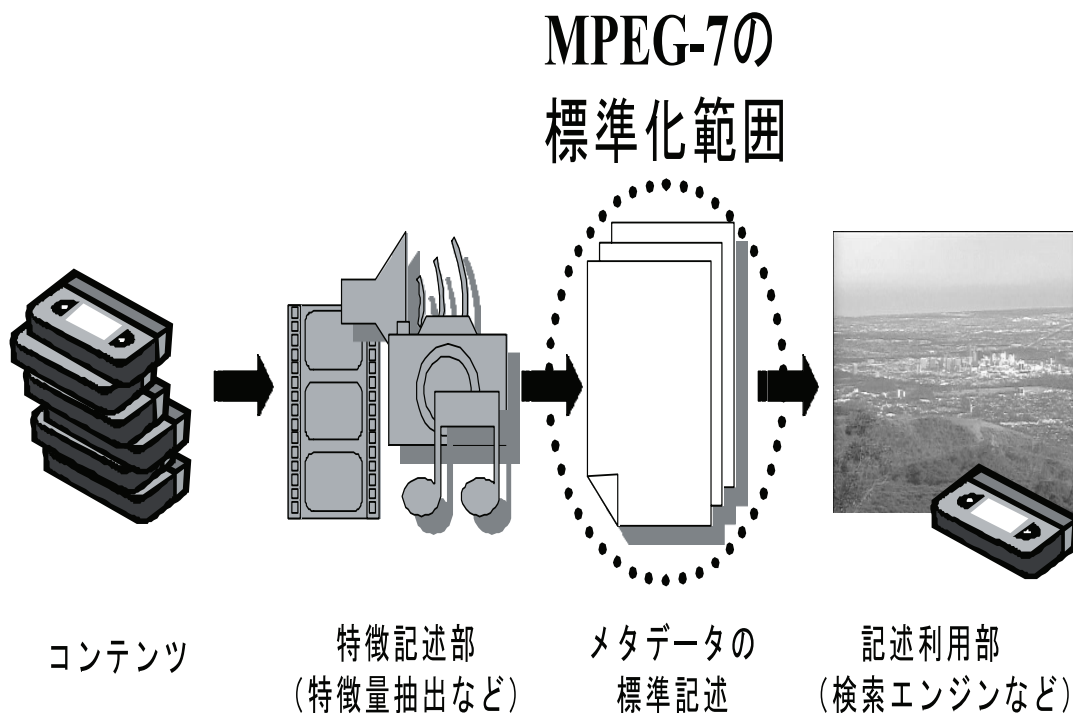 MPEG-7の
標準化範囲
コンテンツ
特徴記述部
（特徴量抽出など）
メタデータの
標準記述
記述利用部
（検索エンジンなど）